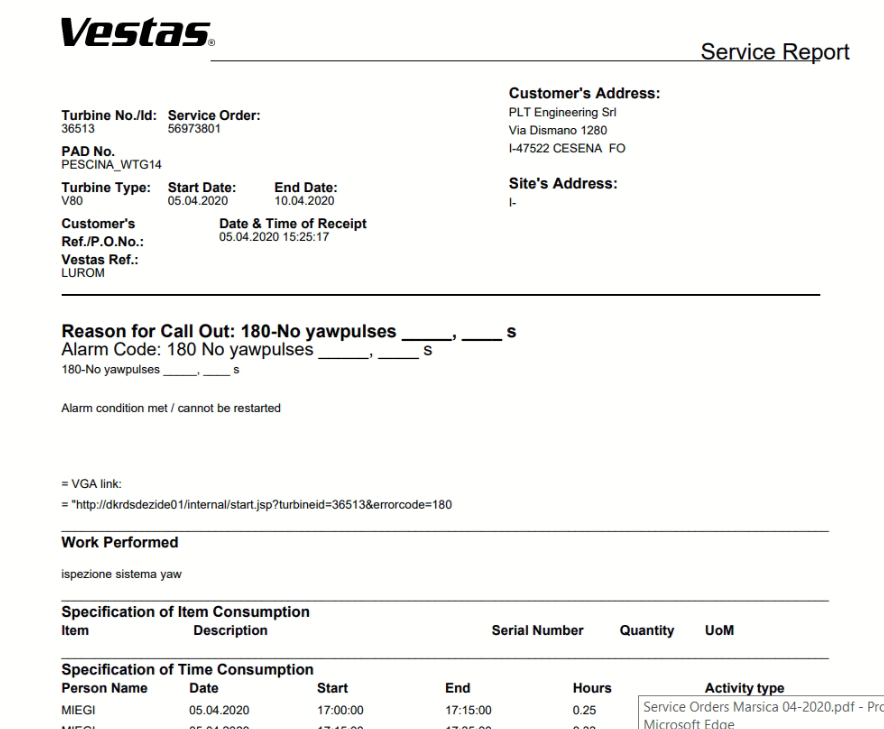 Vestas®
Service Report
Customer's Address:
PLT Engineering Srl
Via Dismano 1280
I-47522 CESENA FO
Site's Address:
I-
Turbine No./Id: Service Order:
36513 56973801
PAD No.
PESCINA_WTG14
Turbine Type: Start Date: End Date:
V80 05.04.2020 10.04.2020
Customer's Date & Time of Receipt
Ref./P.O.No.: 05.04.2020 15:25:17
Vestas Ref.:
LUROM
Reason for Call Out: 180-No yawpulses _____, ____ s
Alarm Code: 180 No yawpulses _____, ____ s
180-No yawpulses _____, ____ s
Alarm condition met / cannot be restarted
= VGA link:
= "http://dkrdsdezide01/internal/start.jsp?turbineid=36513&errorcode=180
Work Performed
ispezione sistema yaw
Specification of Item Consumption
Item Description Serial Number Quantity UoM
Specification of Time Consumption
Person Name Date Start End Hours Activity type
MIEGI 05.04.2020 17:00:00 17:15:00 0.25
Service Orders Marsica 04-2020.pdf - Pro
Microsoft Edge